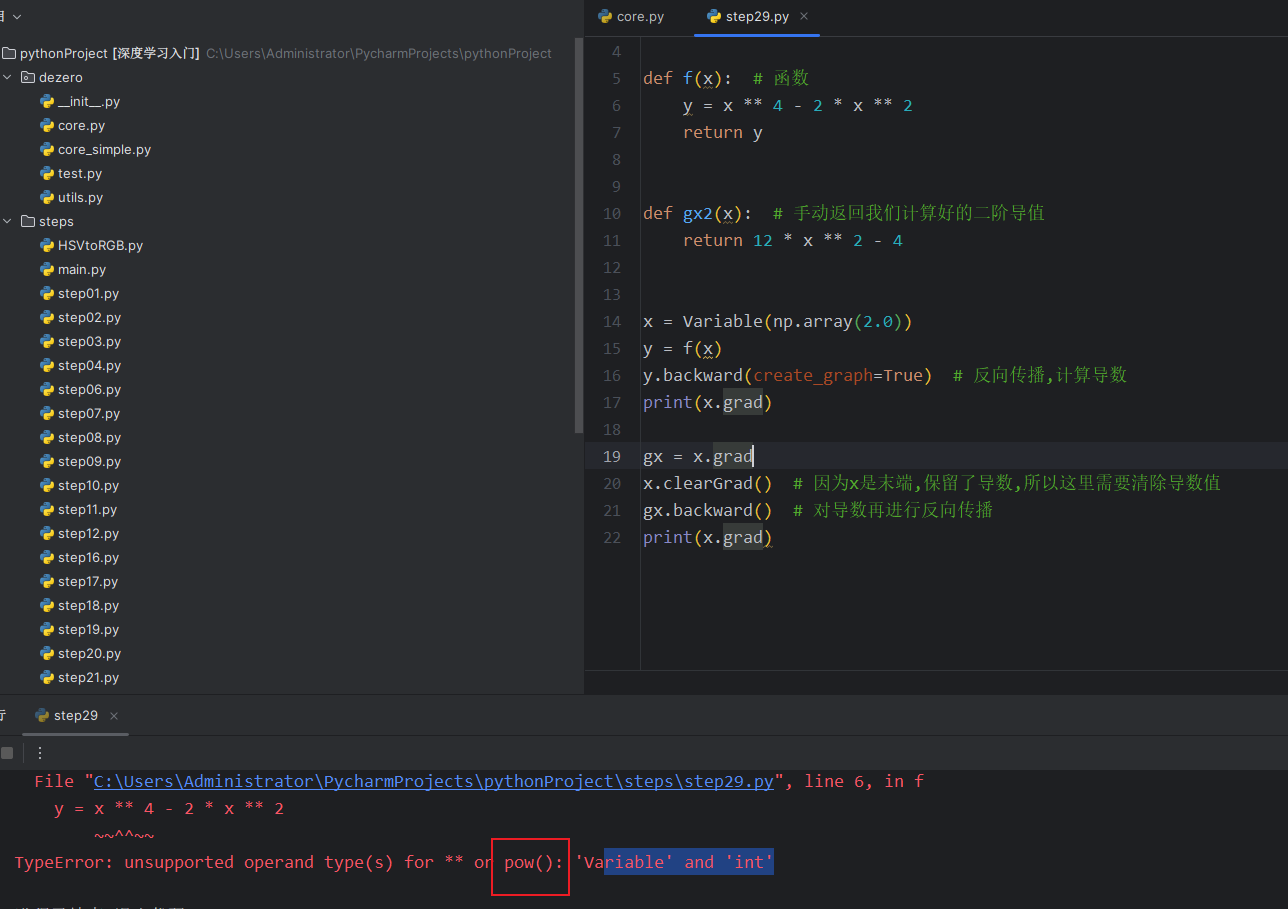 core.py
step29.py
pythonProject [深度学习入门] C:\Users\Administrator\PycharmProjects\pythonProject
dezero
__init__.py
core.py
core_simple.py
test.py
utils.py
steps
HSVtoRGB.py
main.py
step01.py
step02.py
step03.py
step04.py
step06.py
step07.py
step08.py
step09.py
step10.py
step11.py
step12.py
step16.py
step17.py
step18.py
step19.py
step20.py
step21.py
4
5 def f(x):  # 函数
6     y = x ** 4 - 2 * x ** 2
7     return y
8
9
10 def gx2(x):  # 手动返回我们计算好的二阶导值
11     return 12 * x ** 2 - 4
12
13
14 x = Variable(np.array(2.0))
15 y = f(x)
16 y.backward(create_graph=True)  # 反向传播,计算导数
17 print(x.grad)
18
19 gx = x.grad
20 x.clearGrad()  # 因为x是末端,保留了导数,所以这里需要清除导数值
21 gx.backward()  # 对导数再进行反向传播
22 print(x.grad)
step29
File "C:\Users\Administrator\PycharmProjects\pythonProject\steps\step29.py", line 6, in f
y = x ** 4 - 2 * x ** 2
~~^^~~
TypeError: unsupported operand type(s) for ** or pow(): 'Variable' and 'int'